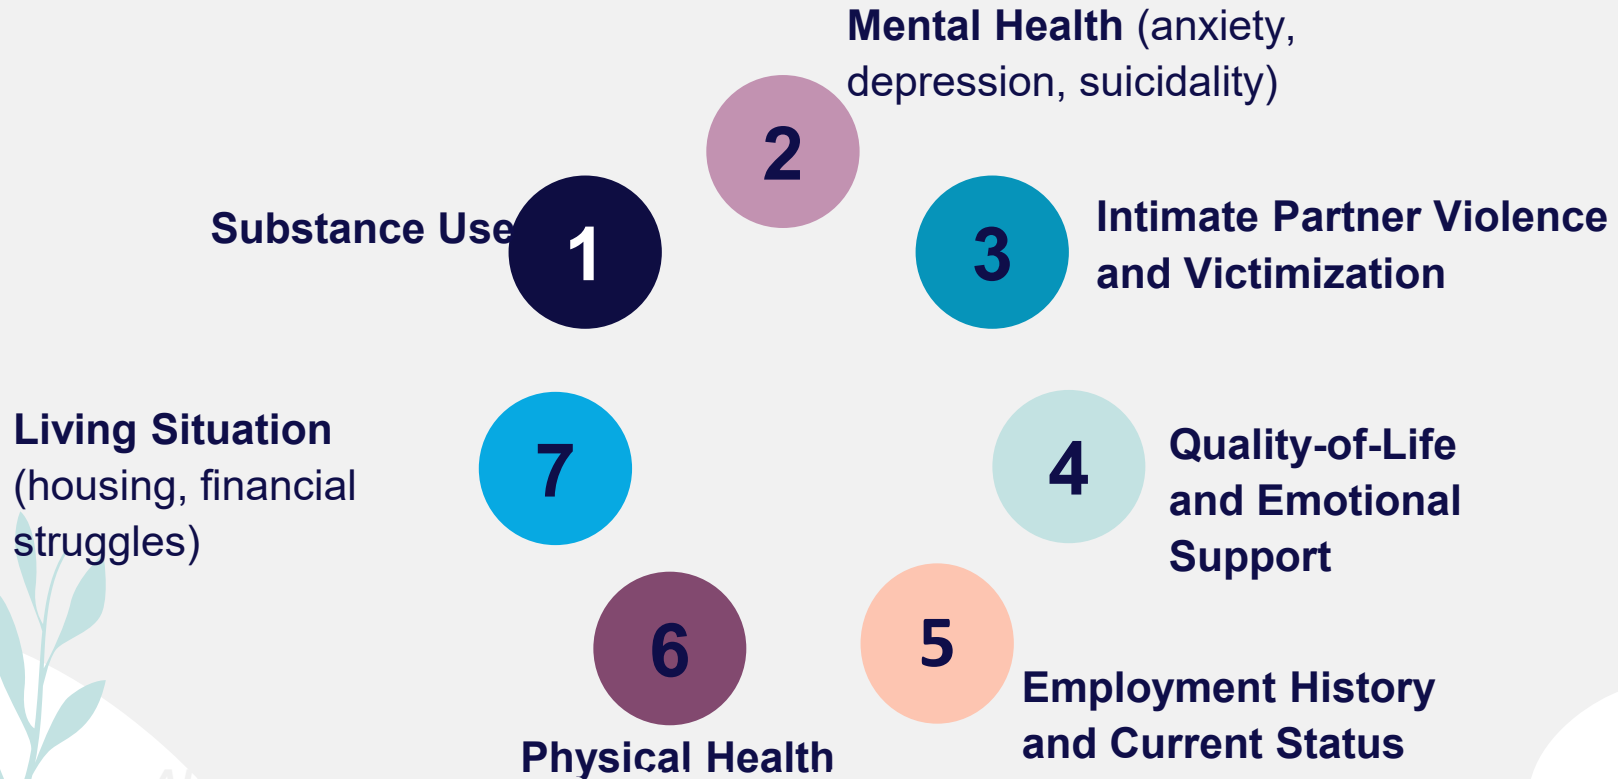 Mental Health (anxiety,
depression, suicidality)
2
Substance Use
1
3
Intimate Partner Violence
and Victimization
Living Situation
(housing, financial
struggles)
7
4
Quality-of-Life
and Emotional
Support
6
5
Employment History
and Current Status
Physical Health